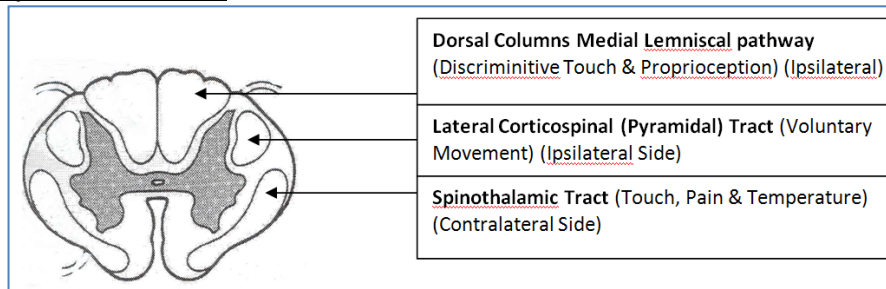 Dorsal Columns Medial Lemniscal pathway
(Discriminitive Touch & Proprioception) (Ipsilateral)
Lateral Corticospinal (Pyramidal) Tract (Voluntary
Movement) (Ipsilateral Side)
Spinothalamic Tract (Touch, Pain & Temperature)
(Contralateral Side)